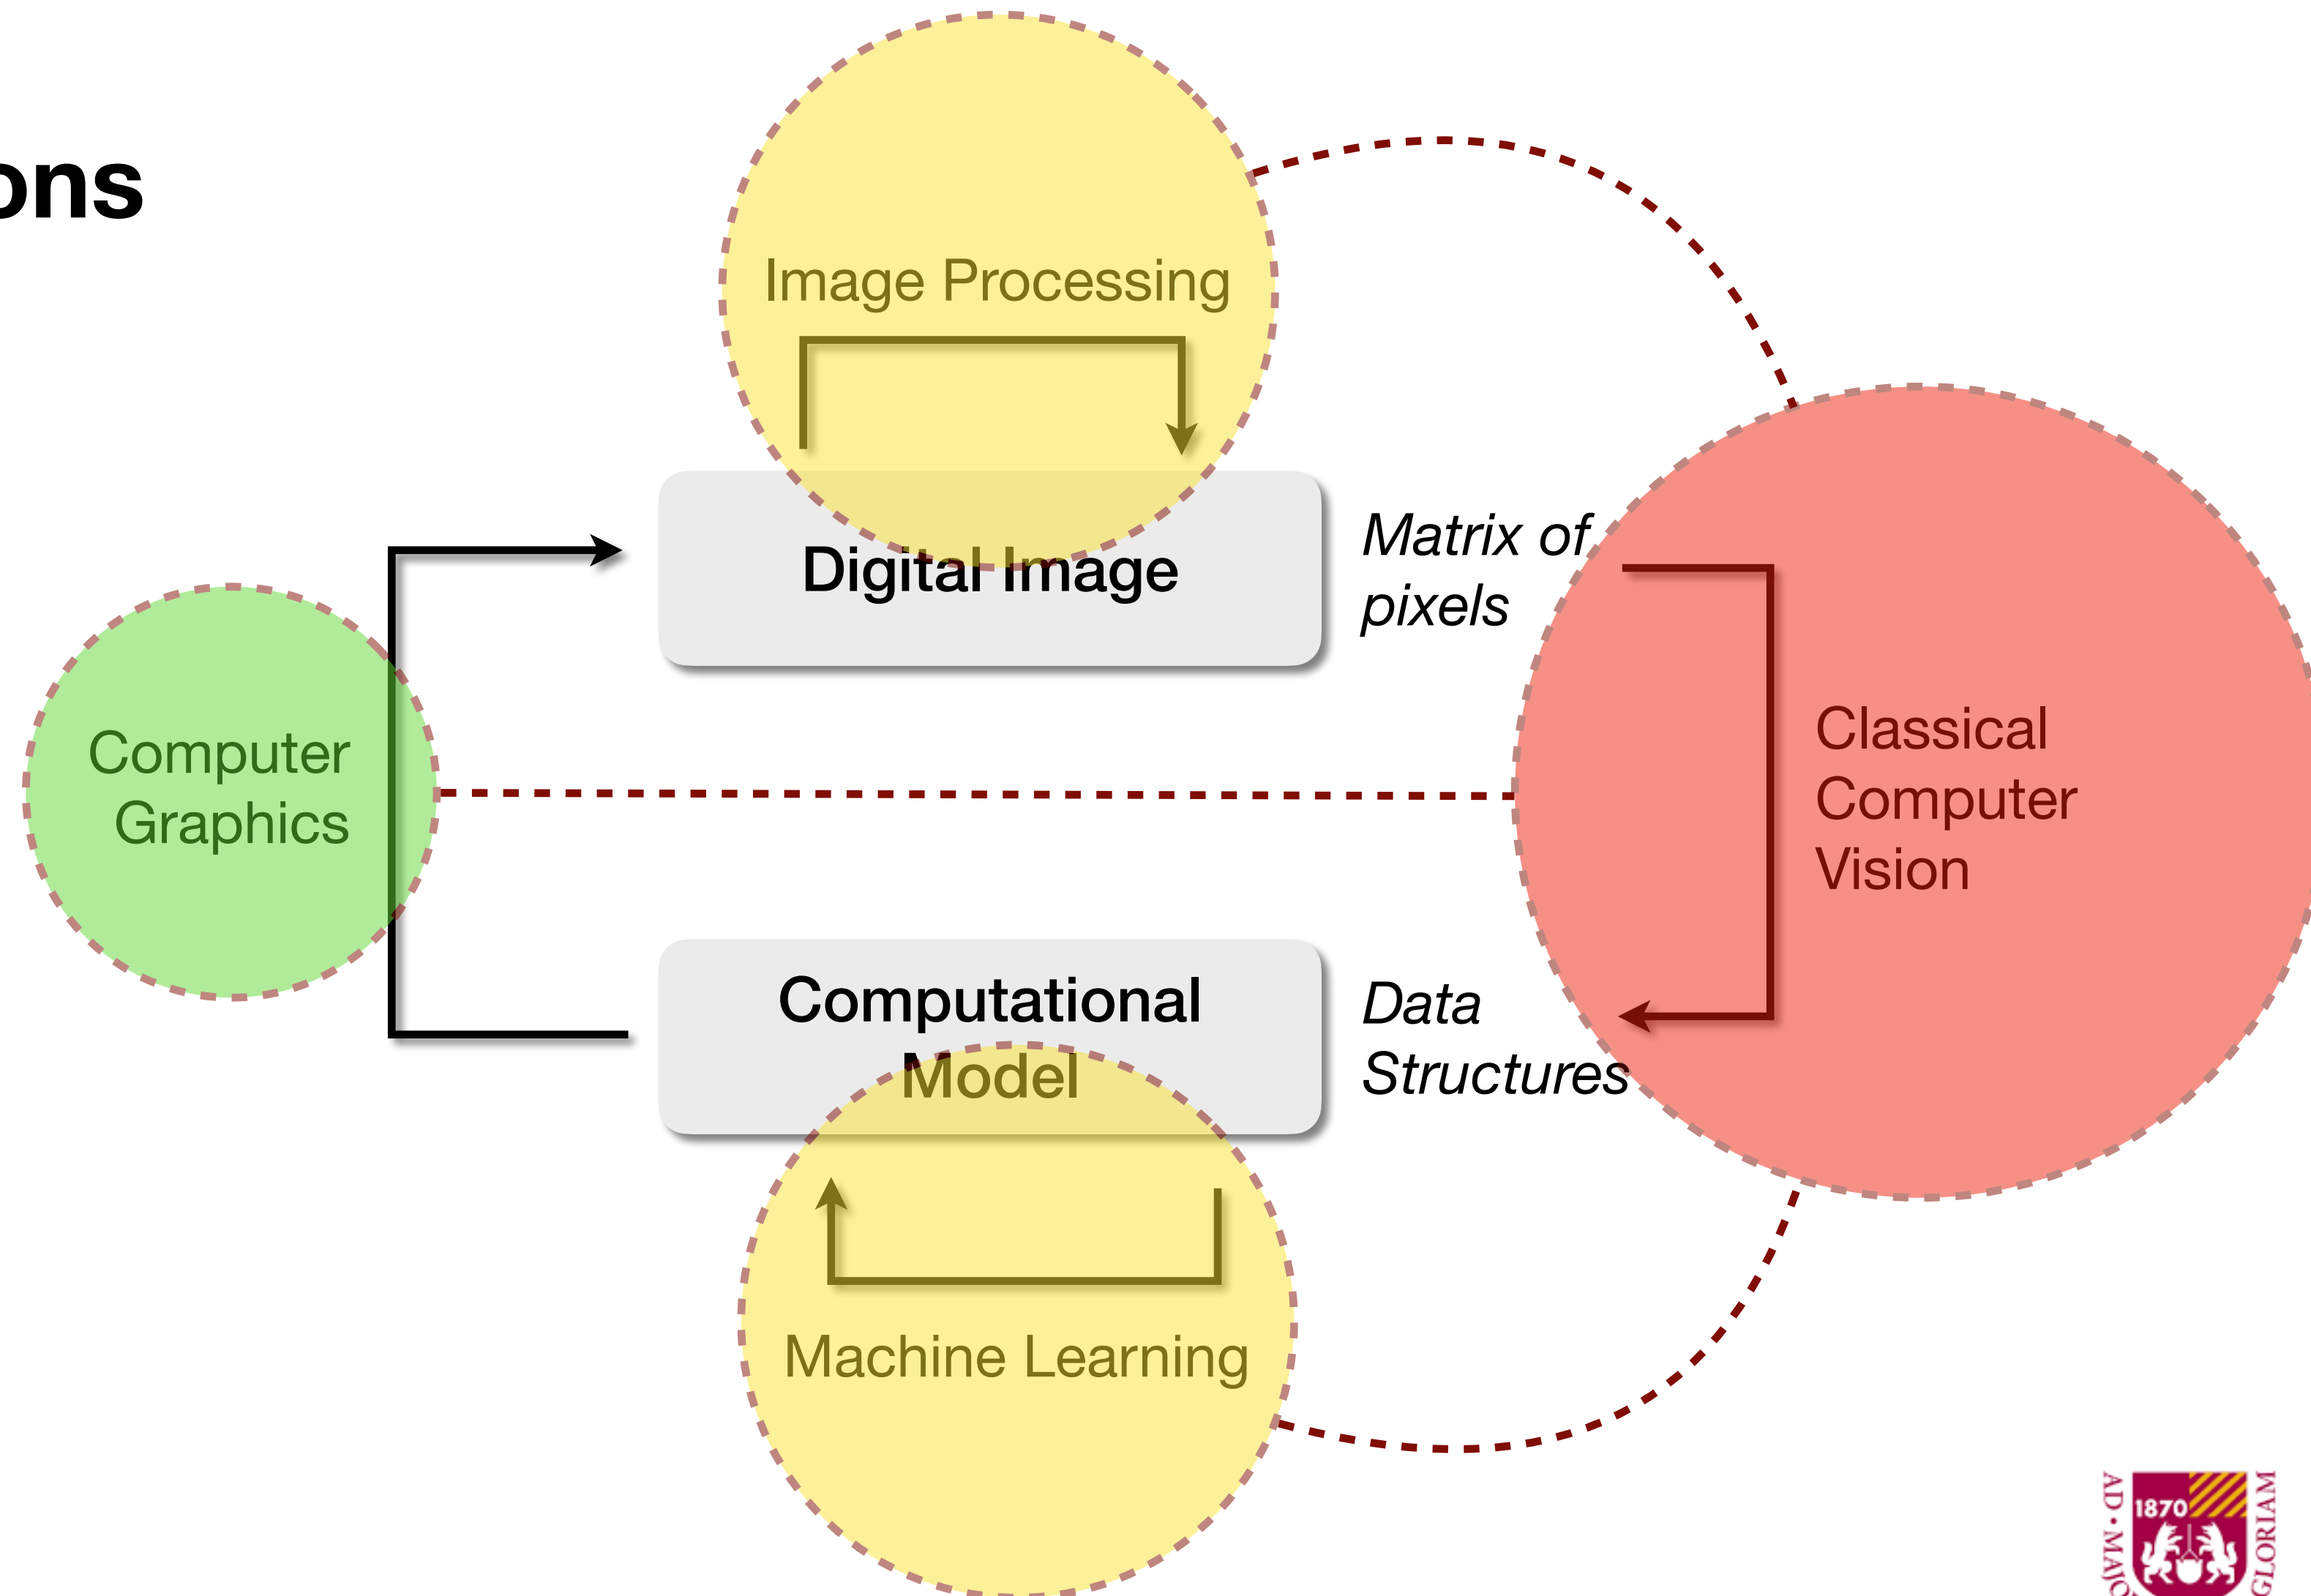 ons
Image Processing
Digital Image
Matrix of
pixels
Computer
Graphics
Classical
Computer
Vision
Computational
Model
Data
Structures
Machine Learning
AD • MAJO
1870
GLORIAM